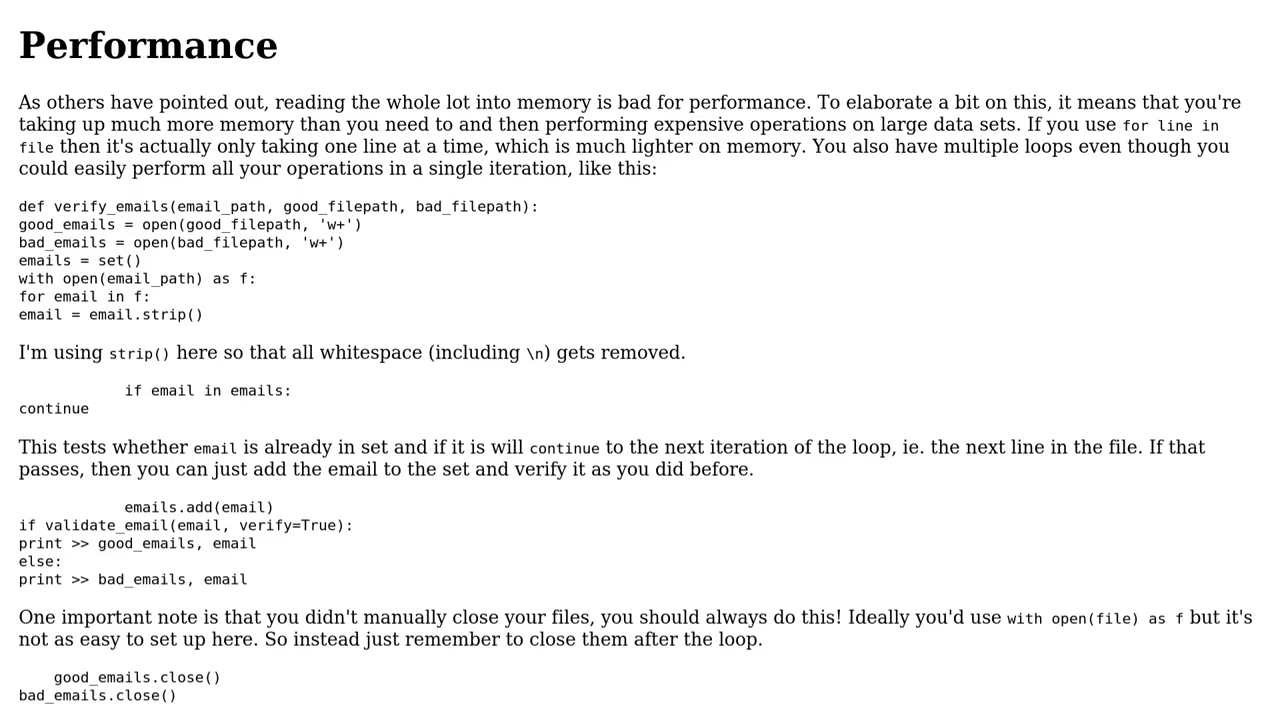 Performance
As others have pointed out, reading the whole lot into memory is bad for performance. To elaborate a bit on this, it means that you're
taking up much more memory than you need to and then performing expensive operations on large data sets. If you use for line in
file then it's actually only taking one line at a time, which is much lighter on memory. You also have multiple loops even though you
could easily perform all your operations in a single iteration, like this:
def verify_emails(email_path, good_filepath, bad_filepath):
good_emails = open(good_filepath, 'w+')
bad_emails = open(bad_filepath, 'w+')
emails = set()
with open(email_path) as f:
for email in f:
email = email.strip()
I'm using strip() here so that all whitespace (including \n) gets removed.
            if email in emails:
continue
This tests whether email is already in set and if it is will continue to the next iteration of the loop, ie. the next line in the file. If that
passes, then you can just add the email to the set and verify it as you did before.
            emails.add(email)
if validate_email(email, verify=True):
print >> good_emails, email
else:
print >> bad_emails, email
One important note is that you didn't manually close your files, you should always do this! Ideally you'd use with open(file) as f but it's
not as easy to set up here. So instead just remember to close them after the loop.
    good_emails.close()
bad_emails.close()